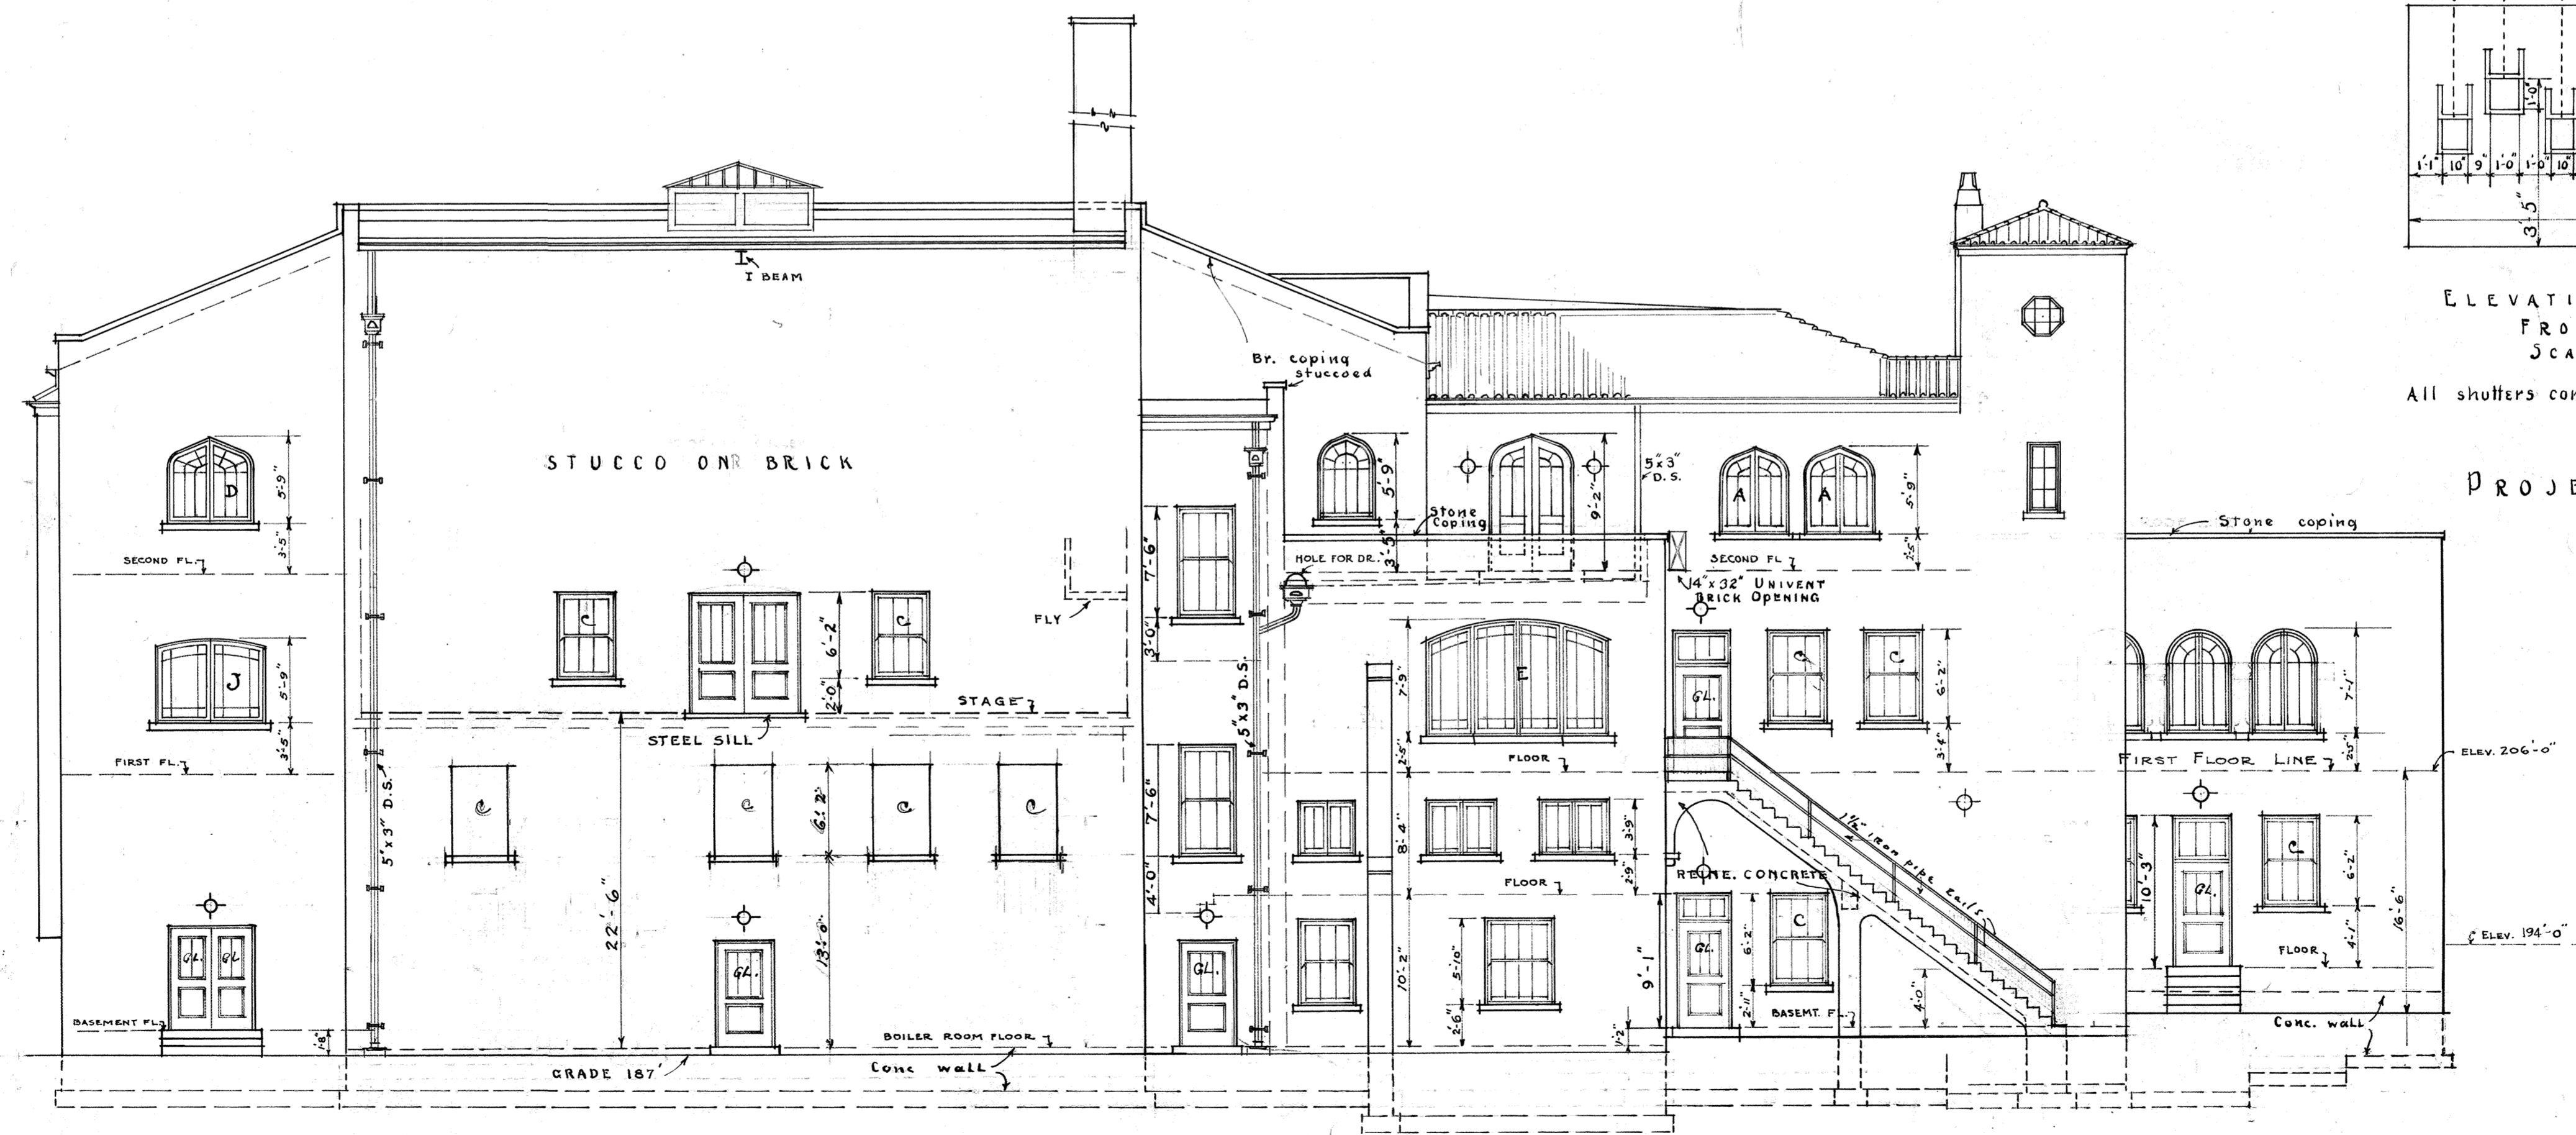 1'-0"
1'-1" 10" 9" 1'-0" 1'-0" 10"
3'-5"
ELEVATI
FRO
SCA
All shutters con
PROJE
I BEAM
Br. coping
stuccoed
STUCCO ON BRICK
D
5'-9"
3'-5"
SECOND FL.
J
5'-9"
3'-5"
FIRST FL.
GL. GL.
BASEMENT FL.
1'-8"
5"x3" D.S.
C
C
6'-2"
2'-0"
FLY
STAGE
STEEL SILL
C
C
C
C
6'-2"
22'-6"
13'-0"
GL.
BOILER ROOM FLOOR
GRADE 187'
Conc wall
7'-6"
3'-0"
5"x3" D.S.
7'-6"
4'-0"
GL.
5'-9"
3'-5"
Stone
Coping
HOLE FOR DR.
9'-2"
5"x3"
D.S.
A A
5'-9"
2'-5"
SECOND FL
14"x32" UNIVENT
BRICK OPENING
E
7'-9"
2'-5"
FLOOR
8'-4"
3'-9"
2'-9"
FLOOR
10'-2"
5'-10"
2'-6"
1'-2"
GL.
C C
6'-2"
3'-4"
1½" IRON pipe Rails
REINF. CONCRETE
9'-1"
GL.
C
6'-2"
2'-11"
BASEMT. FL.
4'-0"
Stone coping
7'-1"
2'-5"
FIRST FLOOR LINE
ELEV. 206'-0"
10'-3"
GL.
C
6'-2"
4'-1"
16'-6"
FLOOR
ELEV. 194'-0"
Conc. wall